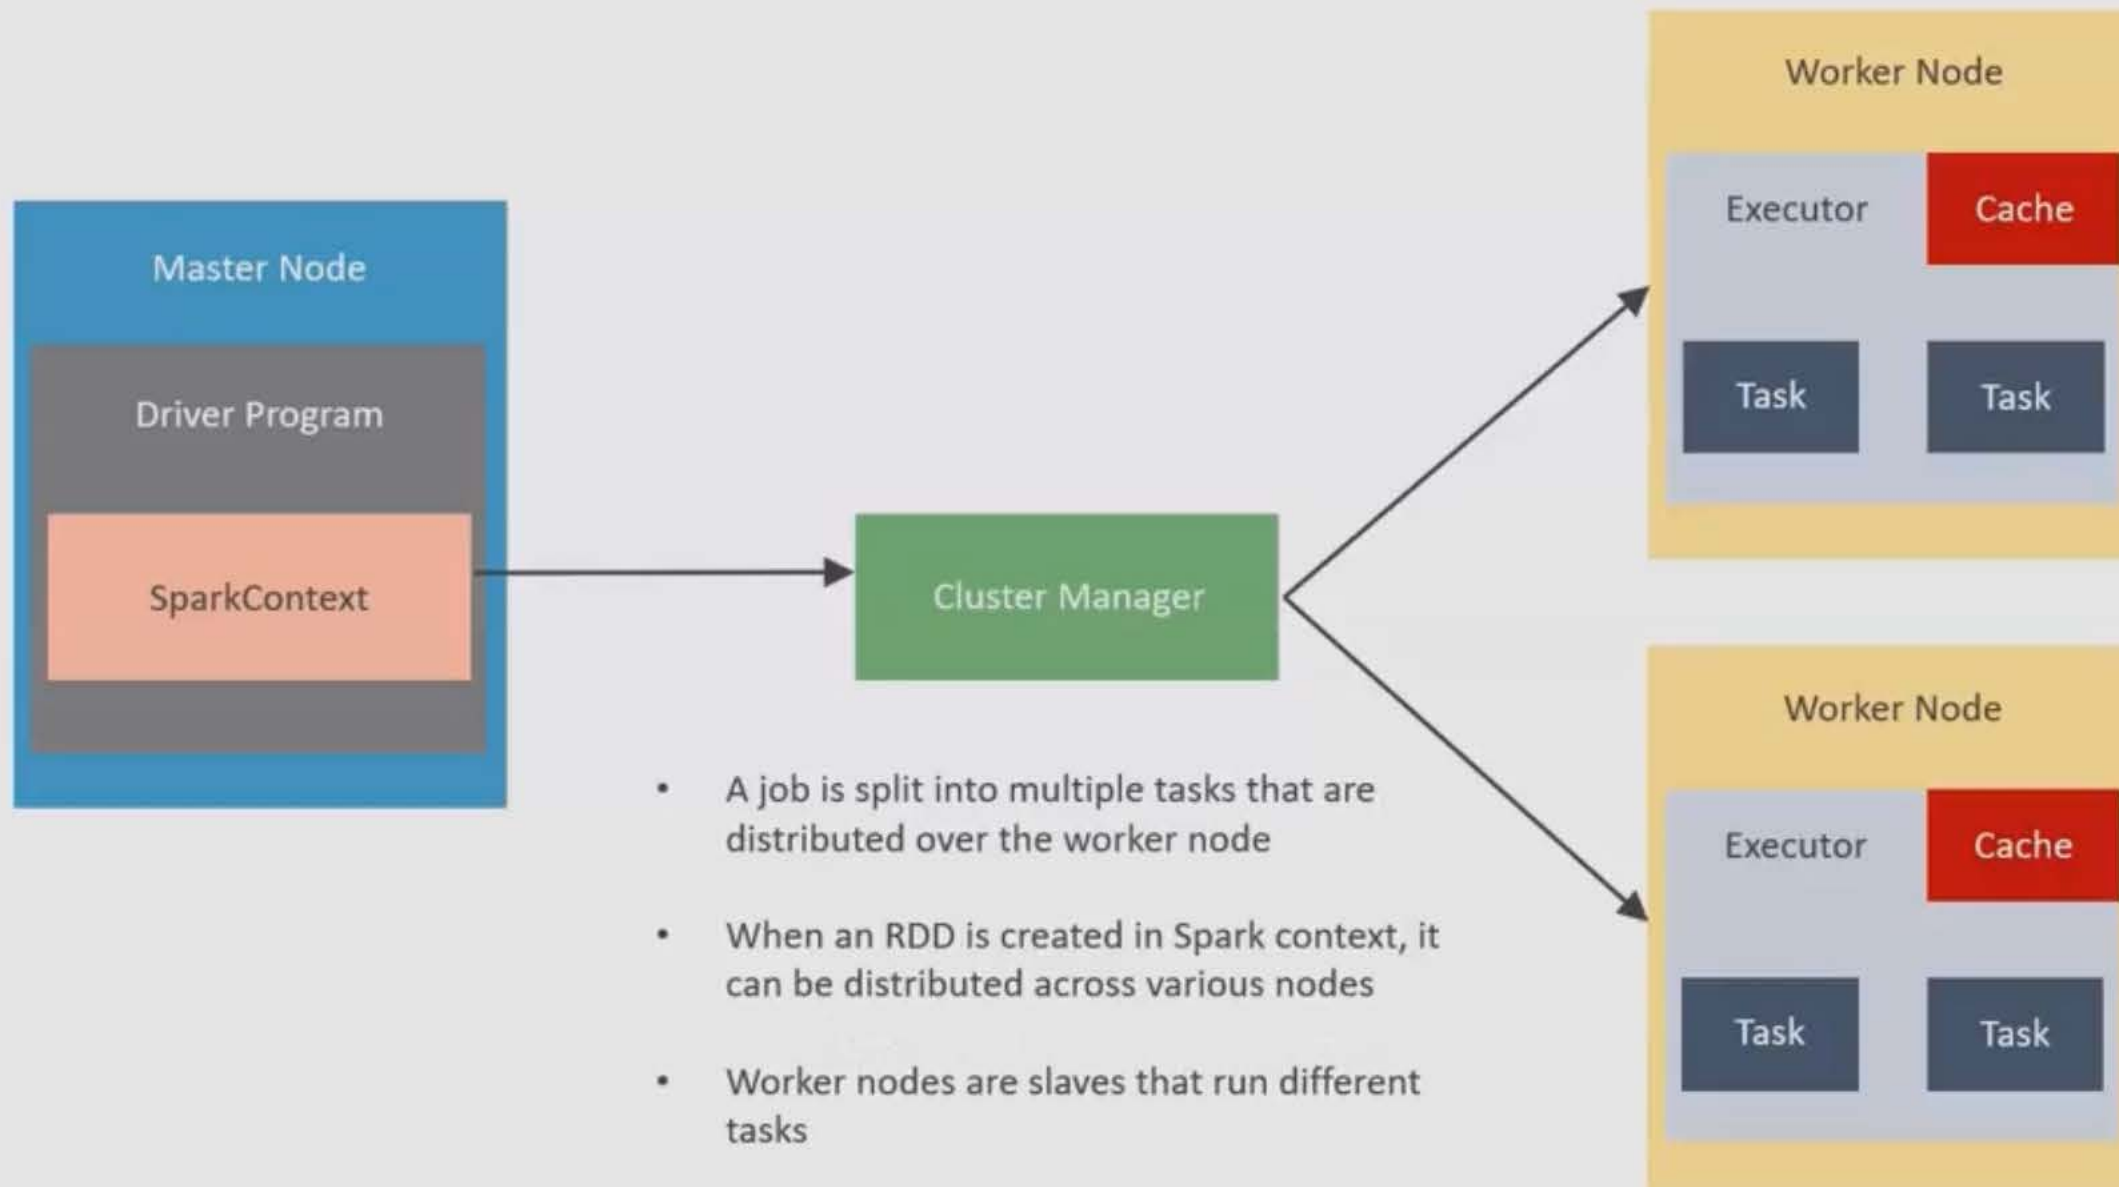 Master Node
Driver Program
SparkContext
Cluster Manager
Worker Node
Executor
Cache
Task
Task
Worker Node
Executor
Cache
Task
Task
• A job is split into multiple tasks that are
distributed over the worker node
• When an RDD is created in Spark context, it
can be distributed across various nodes
• Worker nodes are slaves that run different
tasks